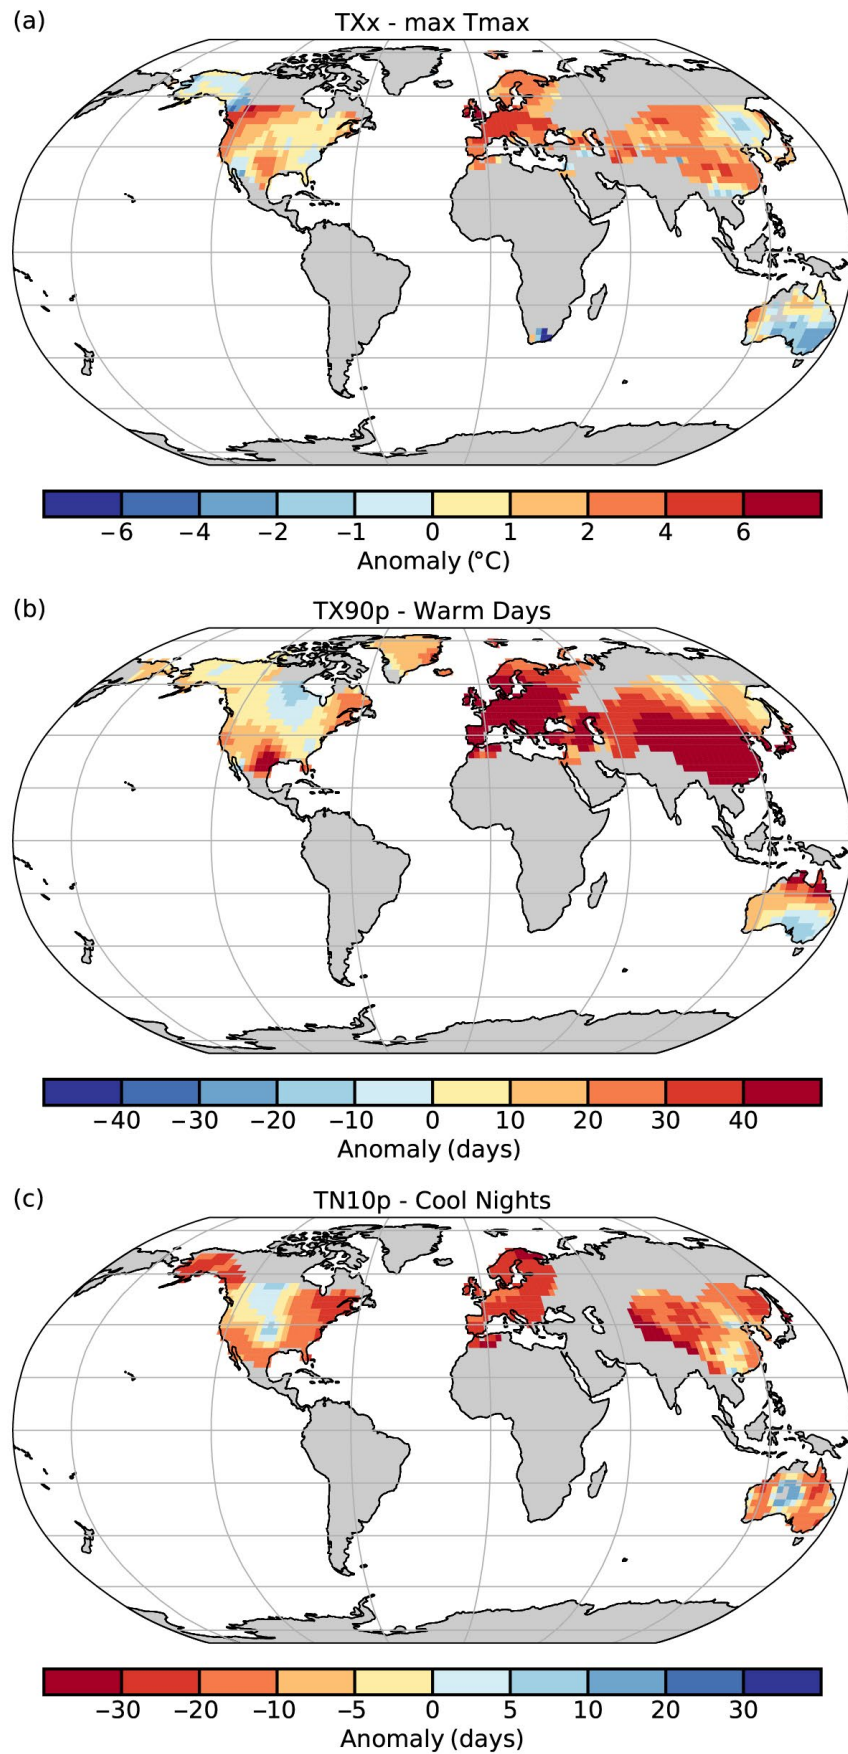 (a)
TXx - max Tmax
−6 −4 −2 −1 0 1 2 4 6
Anomaly (°C)
(b)
TX90p - Warm Days
−40 −30 −20 −10 0 10 20 30 40
Anomaly (days)
(c)
TN10p - Cool Nights
−30 −20 −10 −5 0 5 10 20 30
Anomaly (days)